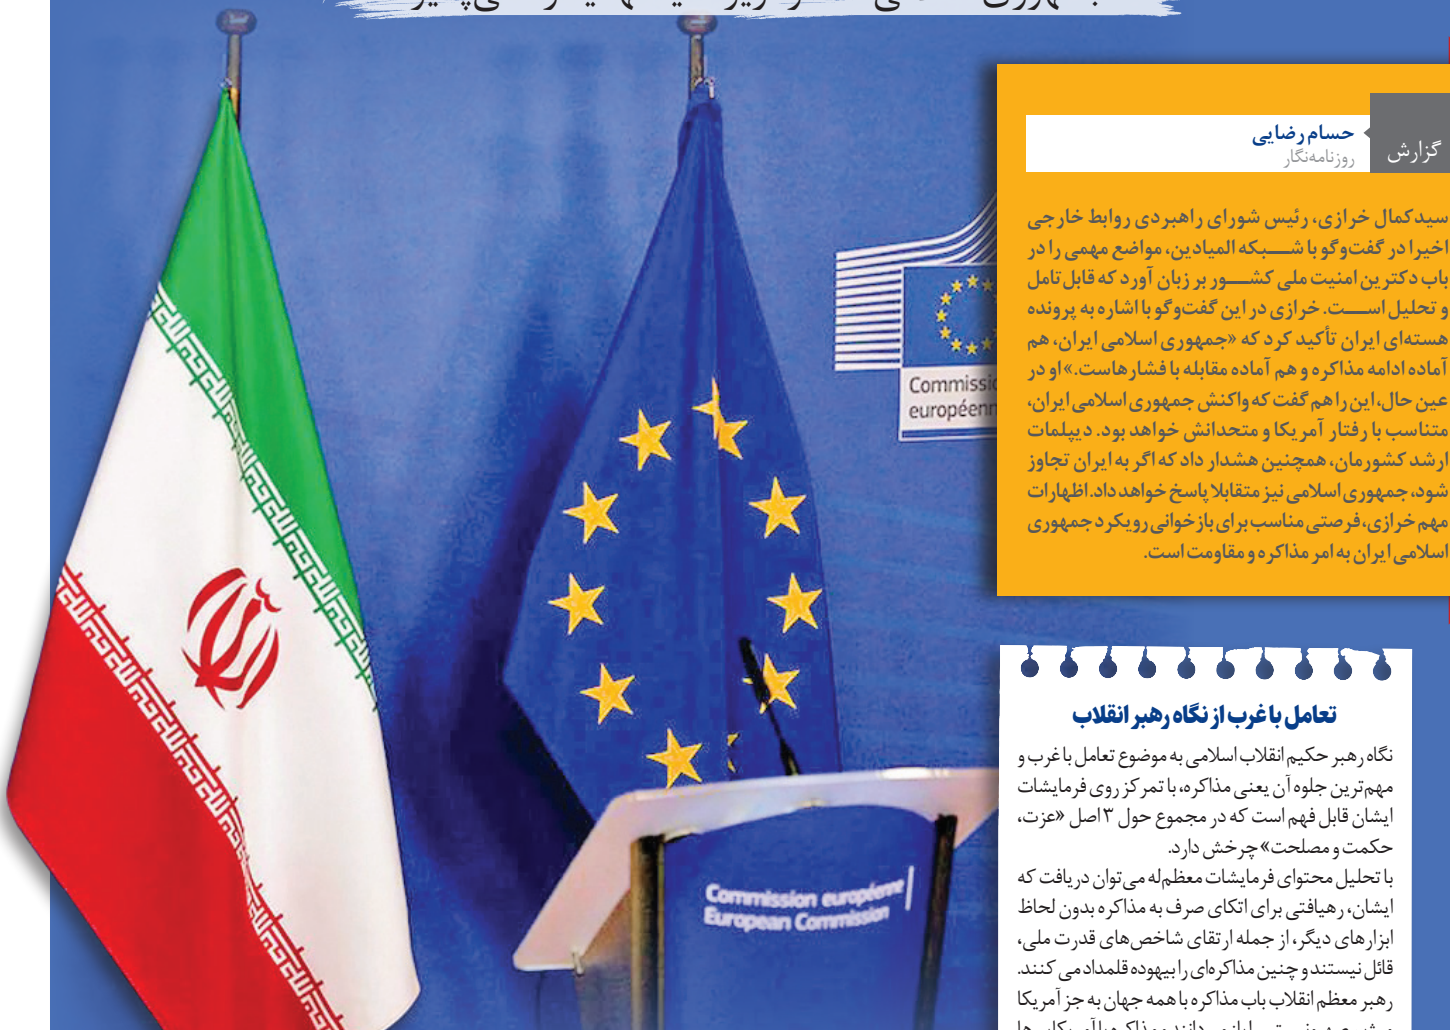 گزارش
حسام رضایی
روزنامه‌نگار
سیدکمال خرازی، رئیس شورای راهبردی روابط خارجی
اخیرا در گفت‌وگو با شـــبکه المیادین، مواضع مهمی را در
باب دکترین امنیت ملی کشـــور بر زبان آورد که قابل تامل
و تحلیل اســـت. خرازی در این گفت‌وگو با اشاره به پرونده
هسته‌ای ایران تأکید کرد که «جمهوری اسلامی ایران، هم
آماده ادامه مذاکره و هم آماده مقابله با فشارهاست.» او در
عین حال، این را هم گفت که واکنش جمهوری اسلامی ایران،
متناسب با رفتار آمریکا و متحدانش خواهد بود. دیپلمات
ارشد کشورمان، همچنین هشدار داد که اگر به ایران تجاوز
شود، جمهوری اسلامی نیز متقابلا پاسخ خواهد داد. اظهارات
مهم خرازی، فرصتی مناسب برای بازخوانی رویکرد جمهوری
اسلامی ایران به امر مذاکره و مقاومت است.
Commission
européenne
تعامل با غرب از نگاه رهبر انقلاب
نگاه رهبر حکیم انقلاب اسلامی به موضوع تعامل با غرب و
مهم‌ترین جلوه آن یعنی مذاکره، با تمرکز روی فرمایشات
ایشان قابل فهم است که در مجموع حول ۳ اصل «عزت،
حکمت و مصلحت» چرخش دارد.
با تحلیل محتوای فرمایشات معظم‌له می‌توان دریافت که
ایشان، رهیافتی برای اتکای صرف به مذاکره بدون لحاظ
ابزارهای دیگر، از جمله ارتقای شاخص‌های قدرت ملی،
قائل نیستند و چنین مذاکره‌ای را بیهوده قلمداد می‌کنند.
رهبر معظم انقلاب باب مذاکره با همه جهان به جز آمریکا
Commission européenne
European Commission